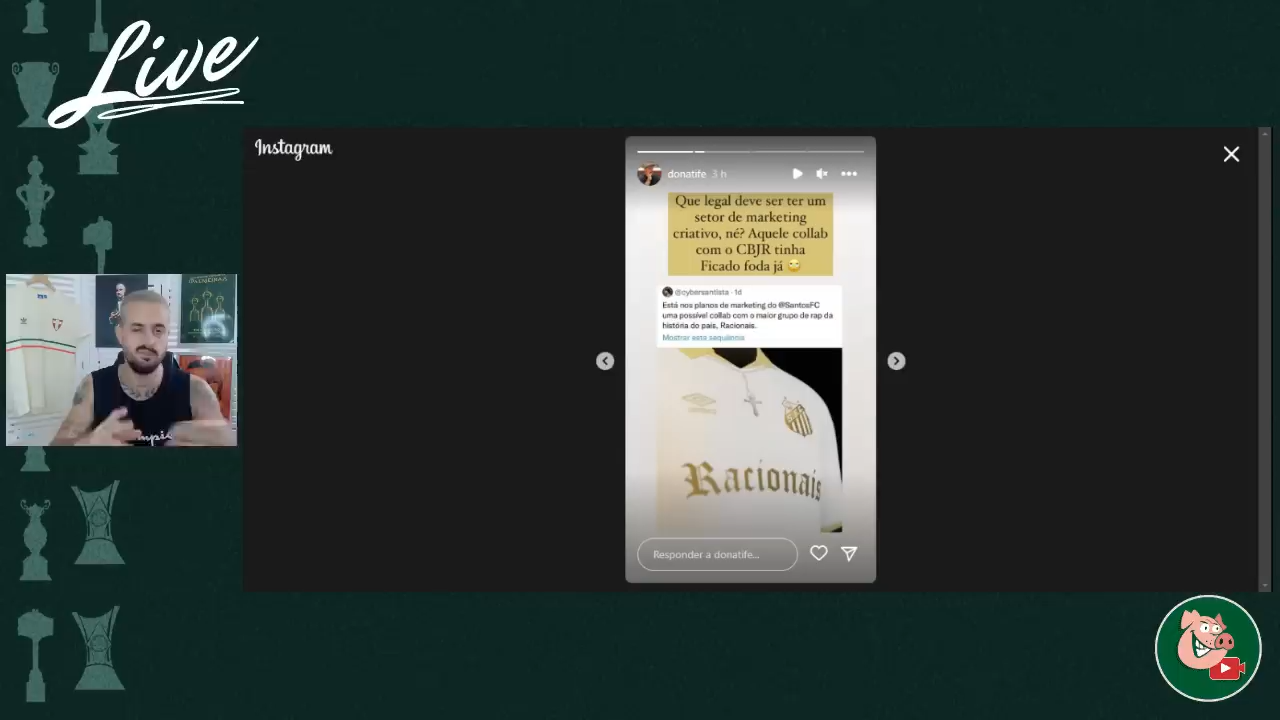 Live
Instagram
donatife 3 h
Que legal deve ser ter um
setor de marketing
criativo, né? Aquele collab
com o CBJR tinha
Ficado foda já
@cybersantista · 1d
Está nos planos de marketing do @SantosFC
uma possível collab com o maior grupo de rap da
história do país, Racionais.
Mostrar esta sequência
Racionais
Responder a donatife...